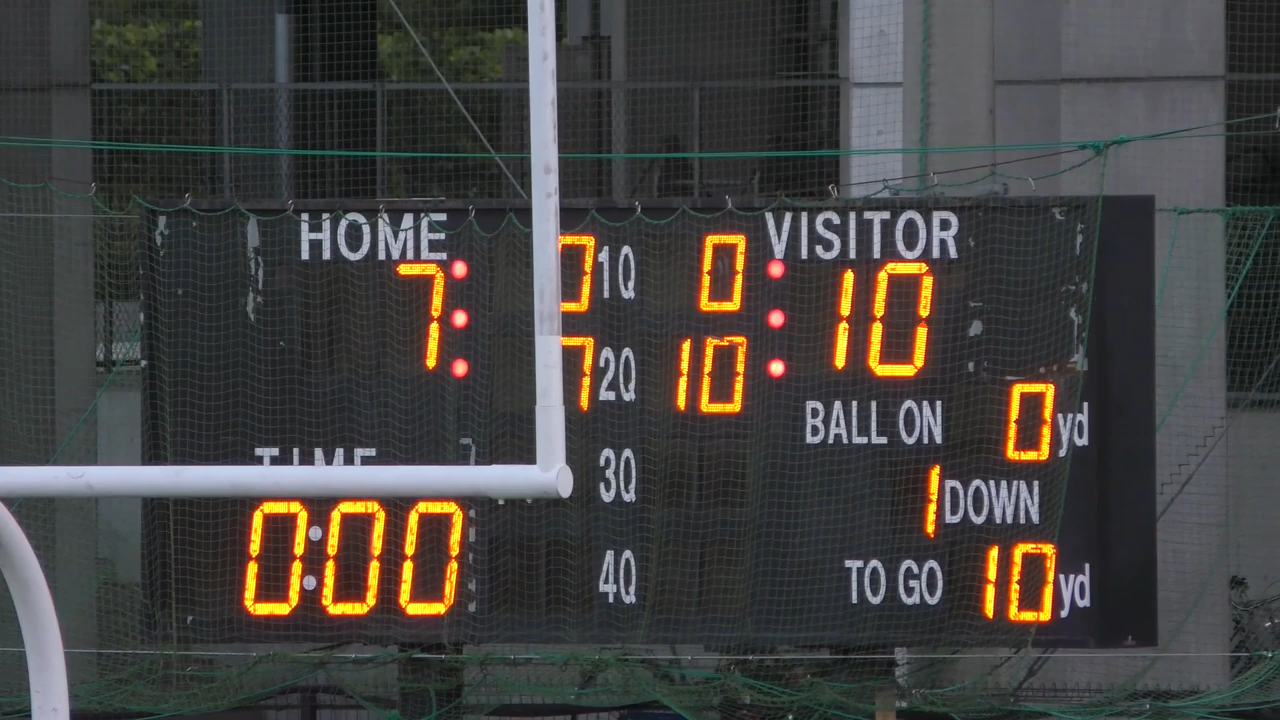 HOME VISITOR
7 0 1Q 0 10
7 2Q 10
BALL ON 0 yd
TIME 3Q 1 DOWN
0:00 4Q TO GO 10 yd